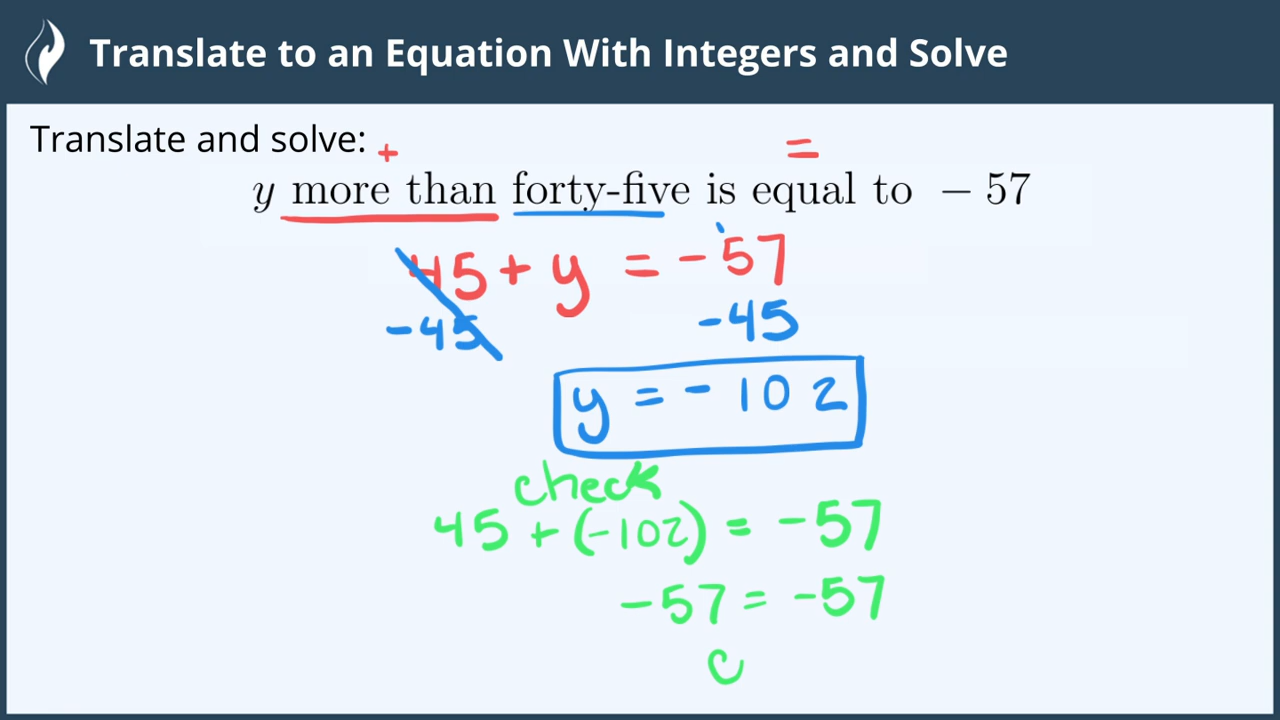 Translate to an Equation With Integers and Solve
Translate and solve:
+ =
y more than forty-five is equal to − 57
45 + y = -57
-45 -45
y = - 102
check
45 + (-102) = -57
-57 = -57
C